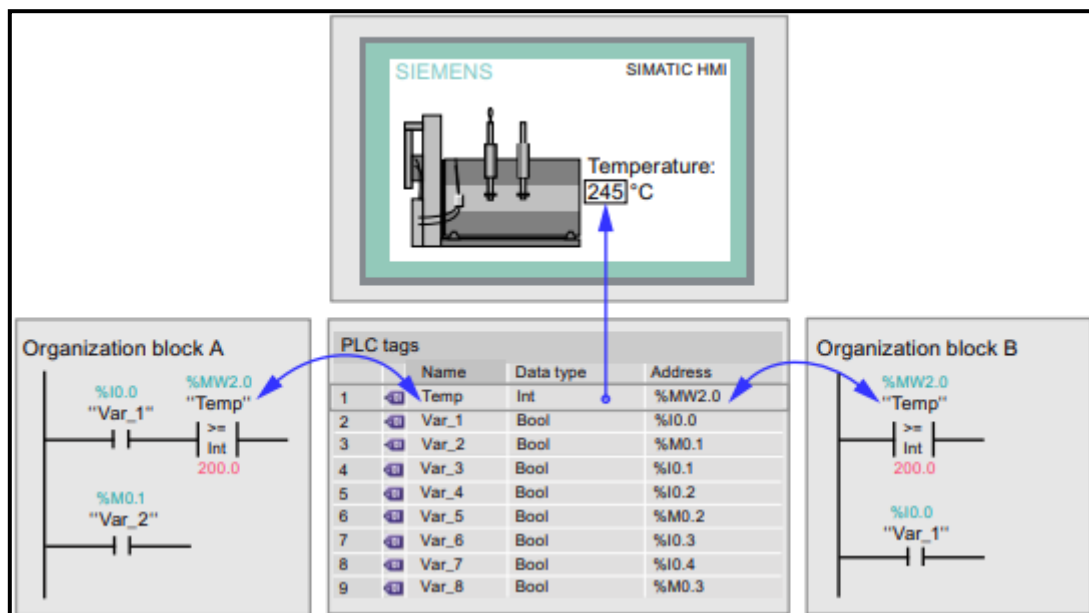 SIEMENS SIMATIC HMI
Temperature:
245 °C
Organization block A
%I0.0 %MW2.0
"Var_1" "Temp"
>=
Int
200.0
%M0.1
"Var_2"
PLC tags
Name Data type Address
1 Temp Int %MW2.0
2 Var_1 Bool %I0.0
3 Var_2 Bool %M0.1
4 Var_3 Bool %I0.1
5 Var_4 Bool %I0.2
6 Var_5 Bool %M0.2
7 Var_6 Bool %I0.3
8 Var_7 Bool %I0.4
9 Var_8 Bool %M0.3
Organization block B
%MW2.0
"Temp"
>=
Int
200.0
%I0.0
"Var_1"